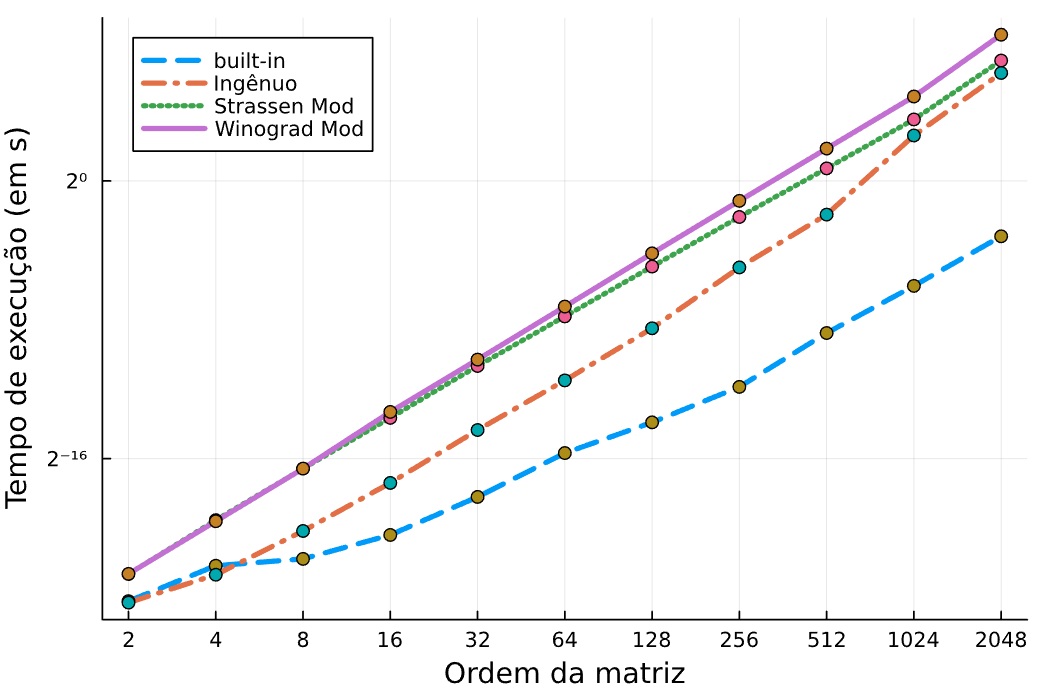 built-in
Ingênuo
Strassen Mod
Winograd Mod
Tempo de execução (em s)
2⁰
2⁻¹⁶
2 4 8 16 32 64 128 256 512 1024 2048
Ordem da matriz